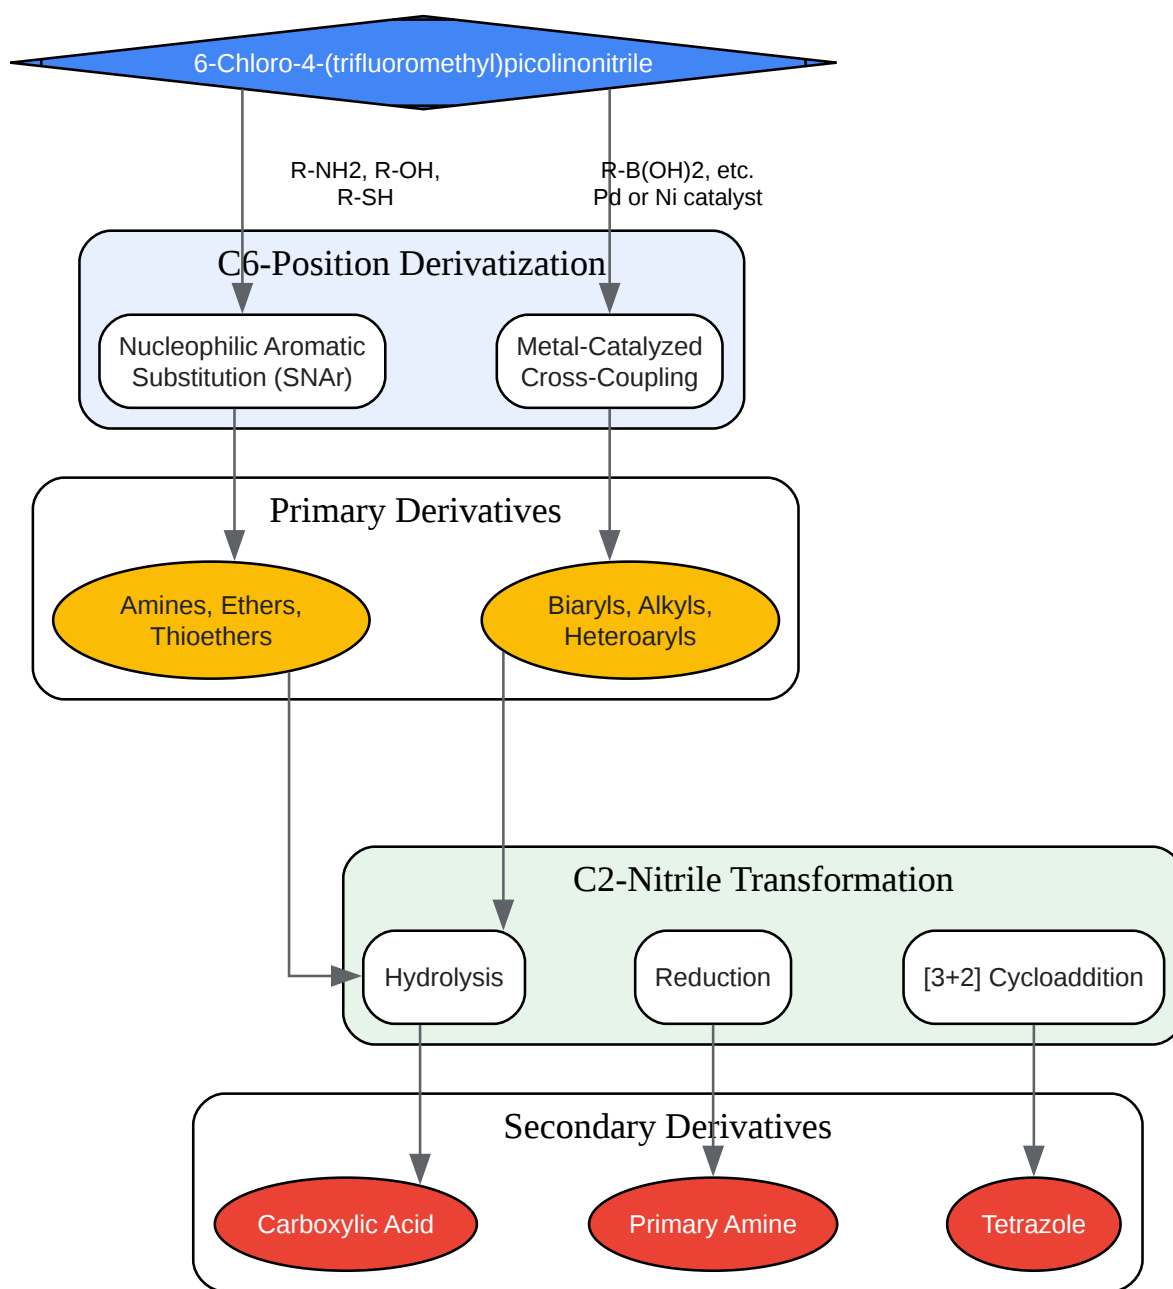 6-Chloro-4-(trifluoromethyl)picolinonitrile
R-NH2, R-OH,
R-SH
R-B(OH)2, etc.
Pd or Ni catalyst
C6-Position Derivatization
Nucleophilic Aromatic
Substitution (SNAr)
Metal-Catalyzed
Cross-Coupling
Primary Derivatives
Amines, Ethers,
Thioethers
Biaryls, Alkyls,
Heteroaryls
C2-Nitrile Transformation
Hydrolysis
Reduction
[3+2] Cycloaddition
Secondary Derivatives
Carboxylic Acid
Primary Amine
Tetrazole